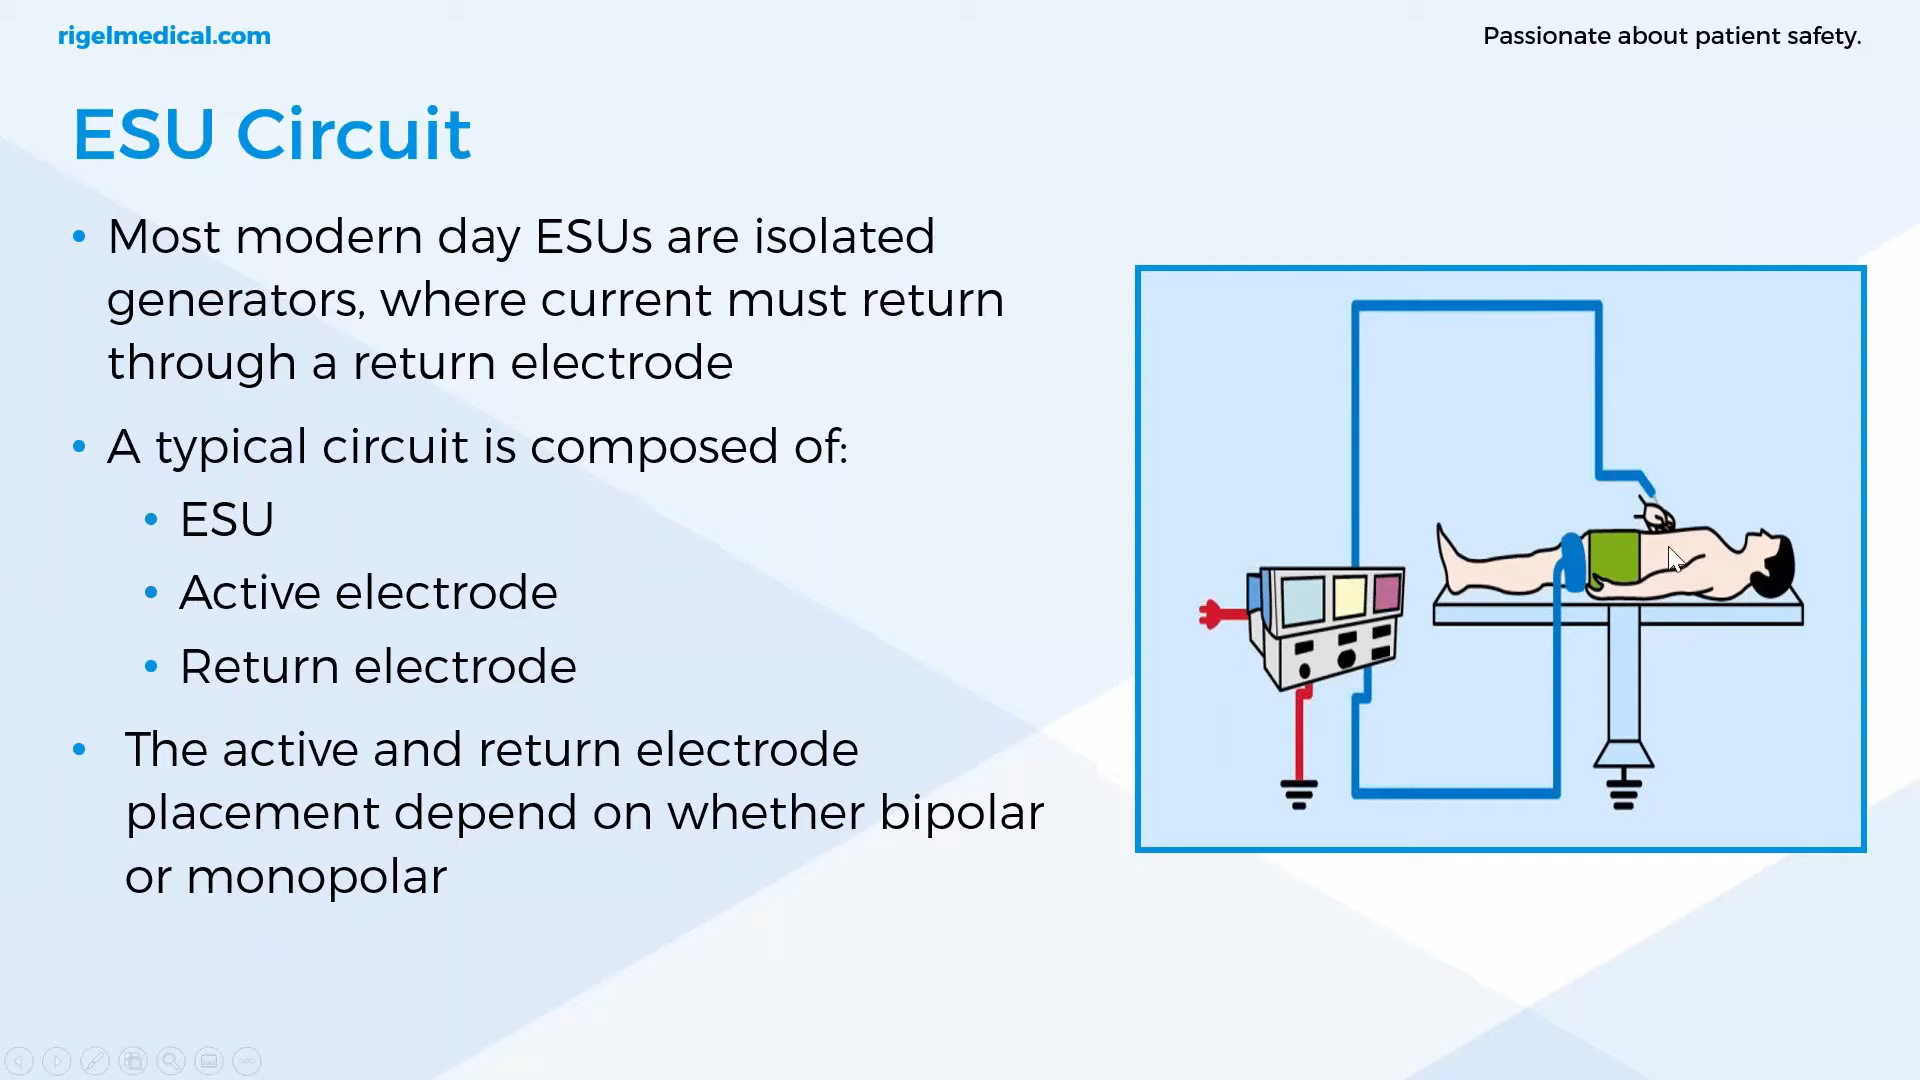 rigelmedical.com
Passionate about patient safety.
ESU Circuit
• Most modern day ESUs are isolated
generators, where current must return
through a return electrode
• A typical circuit is composed of:
• ESU
• Active electrode
• Return electrode
• The active and return electrode
placement depend on whether bipolar
or monopolar